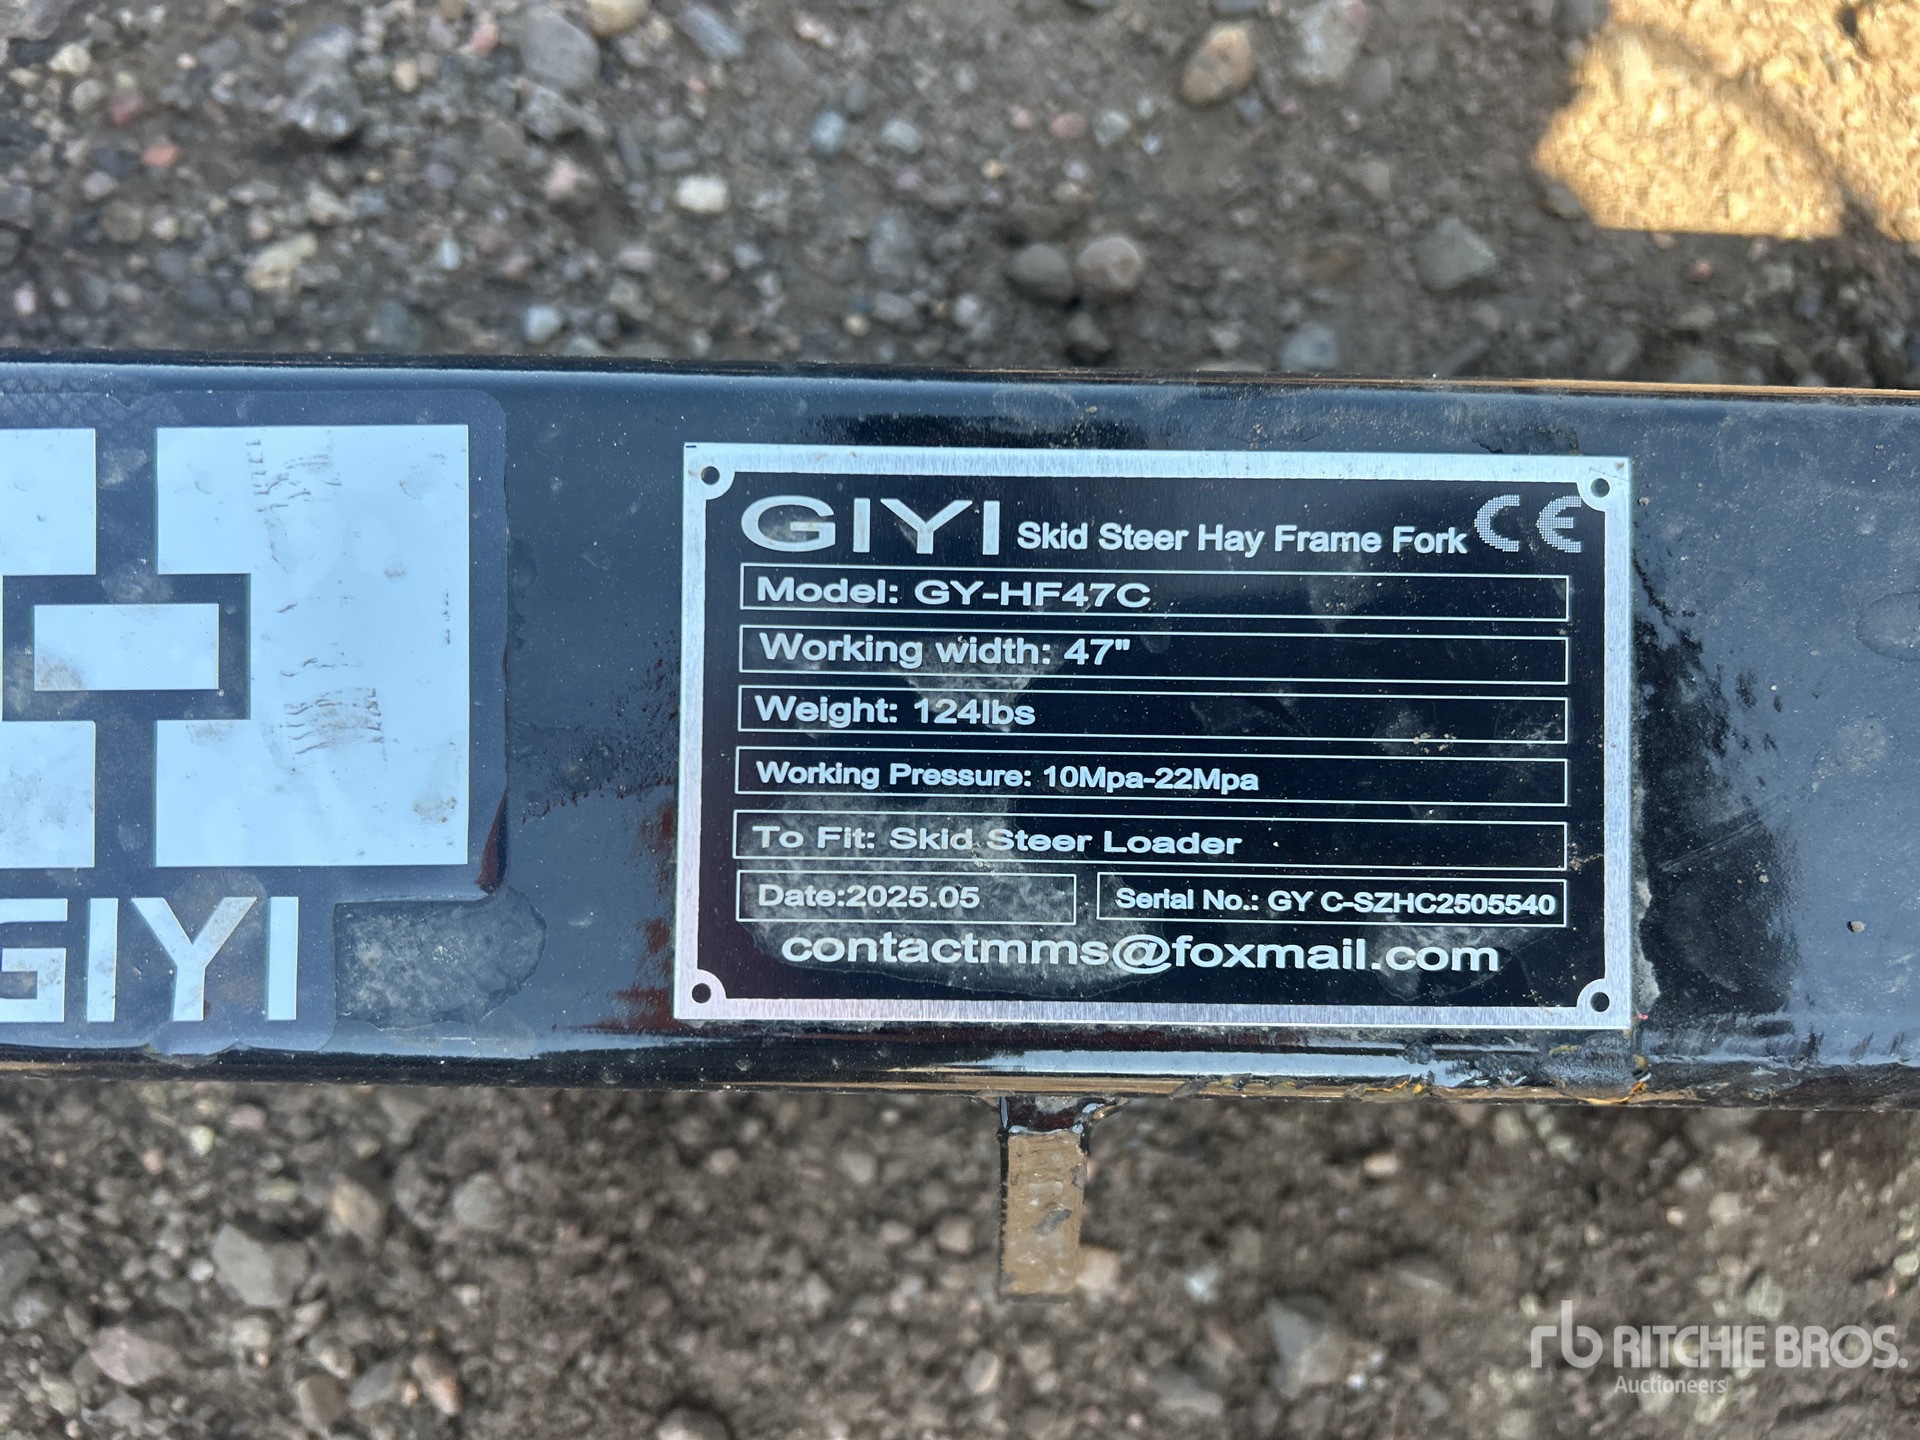 GIYI
GIYI Skid Steer Hay Frame Fork CE
Model: GY-HF47C
Working width: 47"
Weight: 124lbs
Working Pressure: 10Mpa-22Mpa
To Fit: Skid Steer Loader
Date:2025.05
Serial No.: GY C-SZHC2505540
contactmms@foxmail.com
rb RITCHIE BROS.
Auctioneers